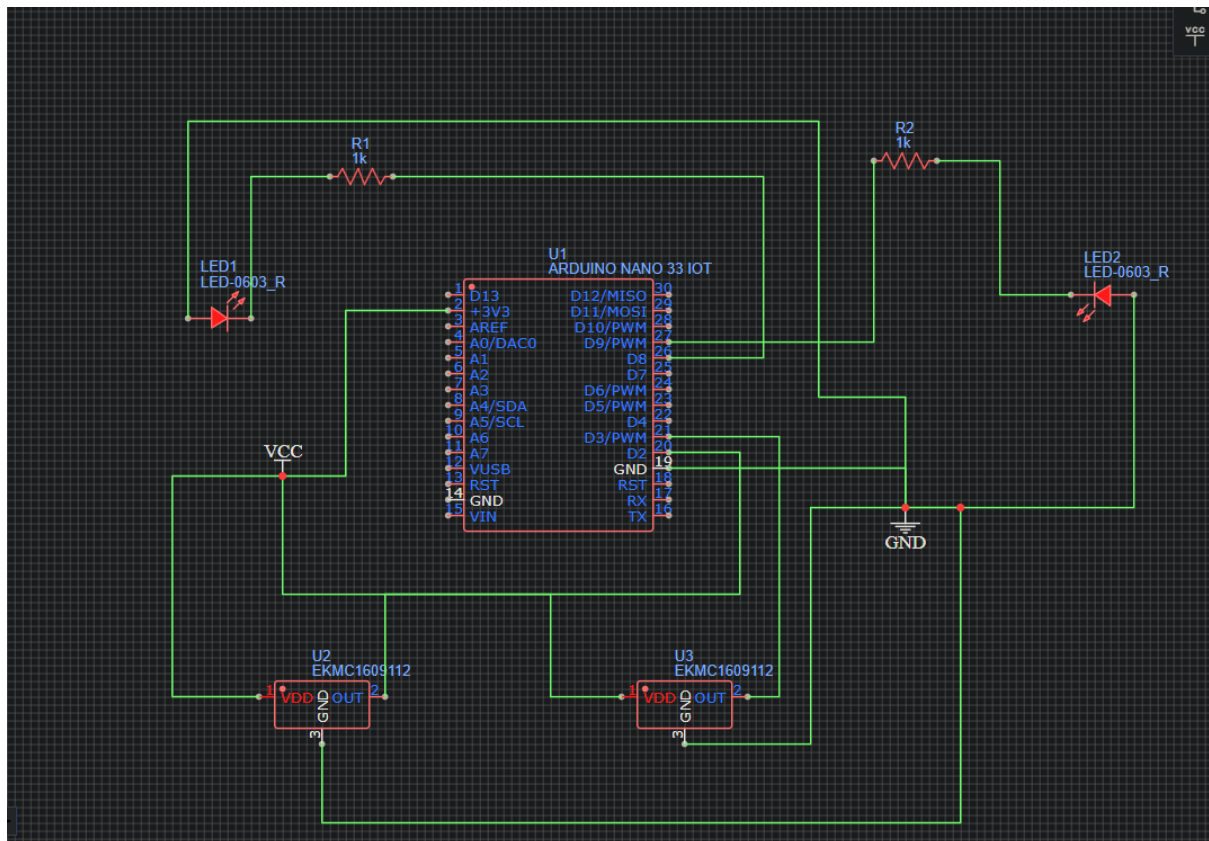 VCC
R1
1k
R2
1k
U1
ARDUINO NANO 33 IOT
LED1
LED-0603_R
LED2
LED-0603_R
1 D13
2 +3V3
3 AREF
4 A0/DAC0
5 A1
6 A2
7 A3
8 A4/SDA
9 A5/SCL
10 A6
11 A7
12 VUSB
13 RST
14 GND
15 VIN
D12/MISO 30
D11/MOSI 29
D10/PWM 28
D9/PWM 27
D8 26
D7 25
D6/PWM 24
D5/PWM 23
D4 22
D3/PWM 21
D2 20
GND 19
RST 18
RX 17
TX 16
VCC
GND
U2
EKMC1609112
1 VDD GND OUT 2
3
U3
EKMC1609112
1 VDD GND OUT 2
3